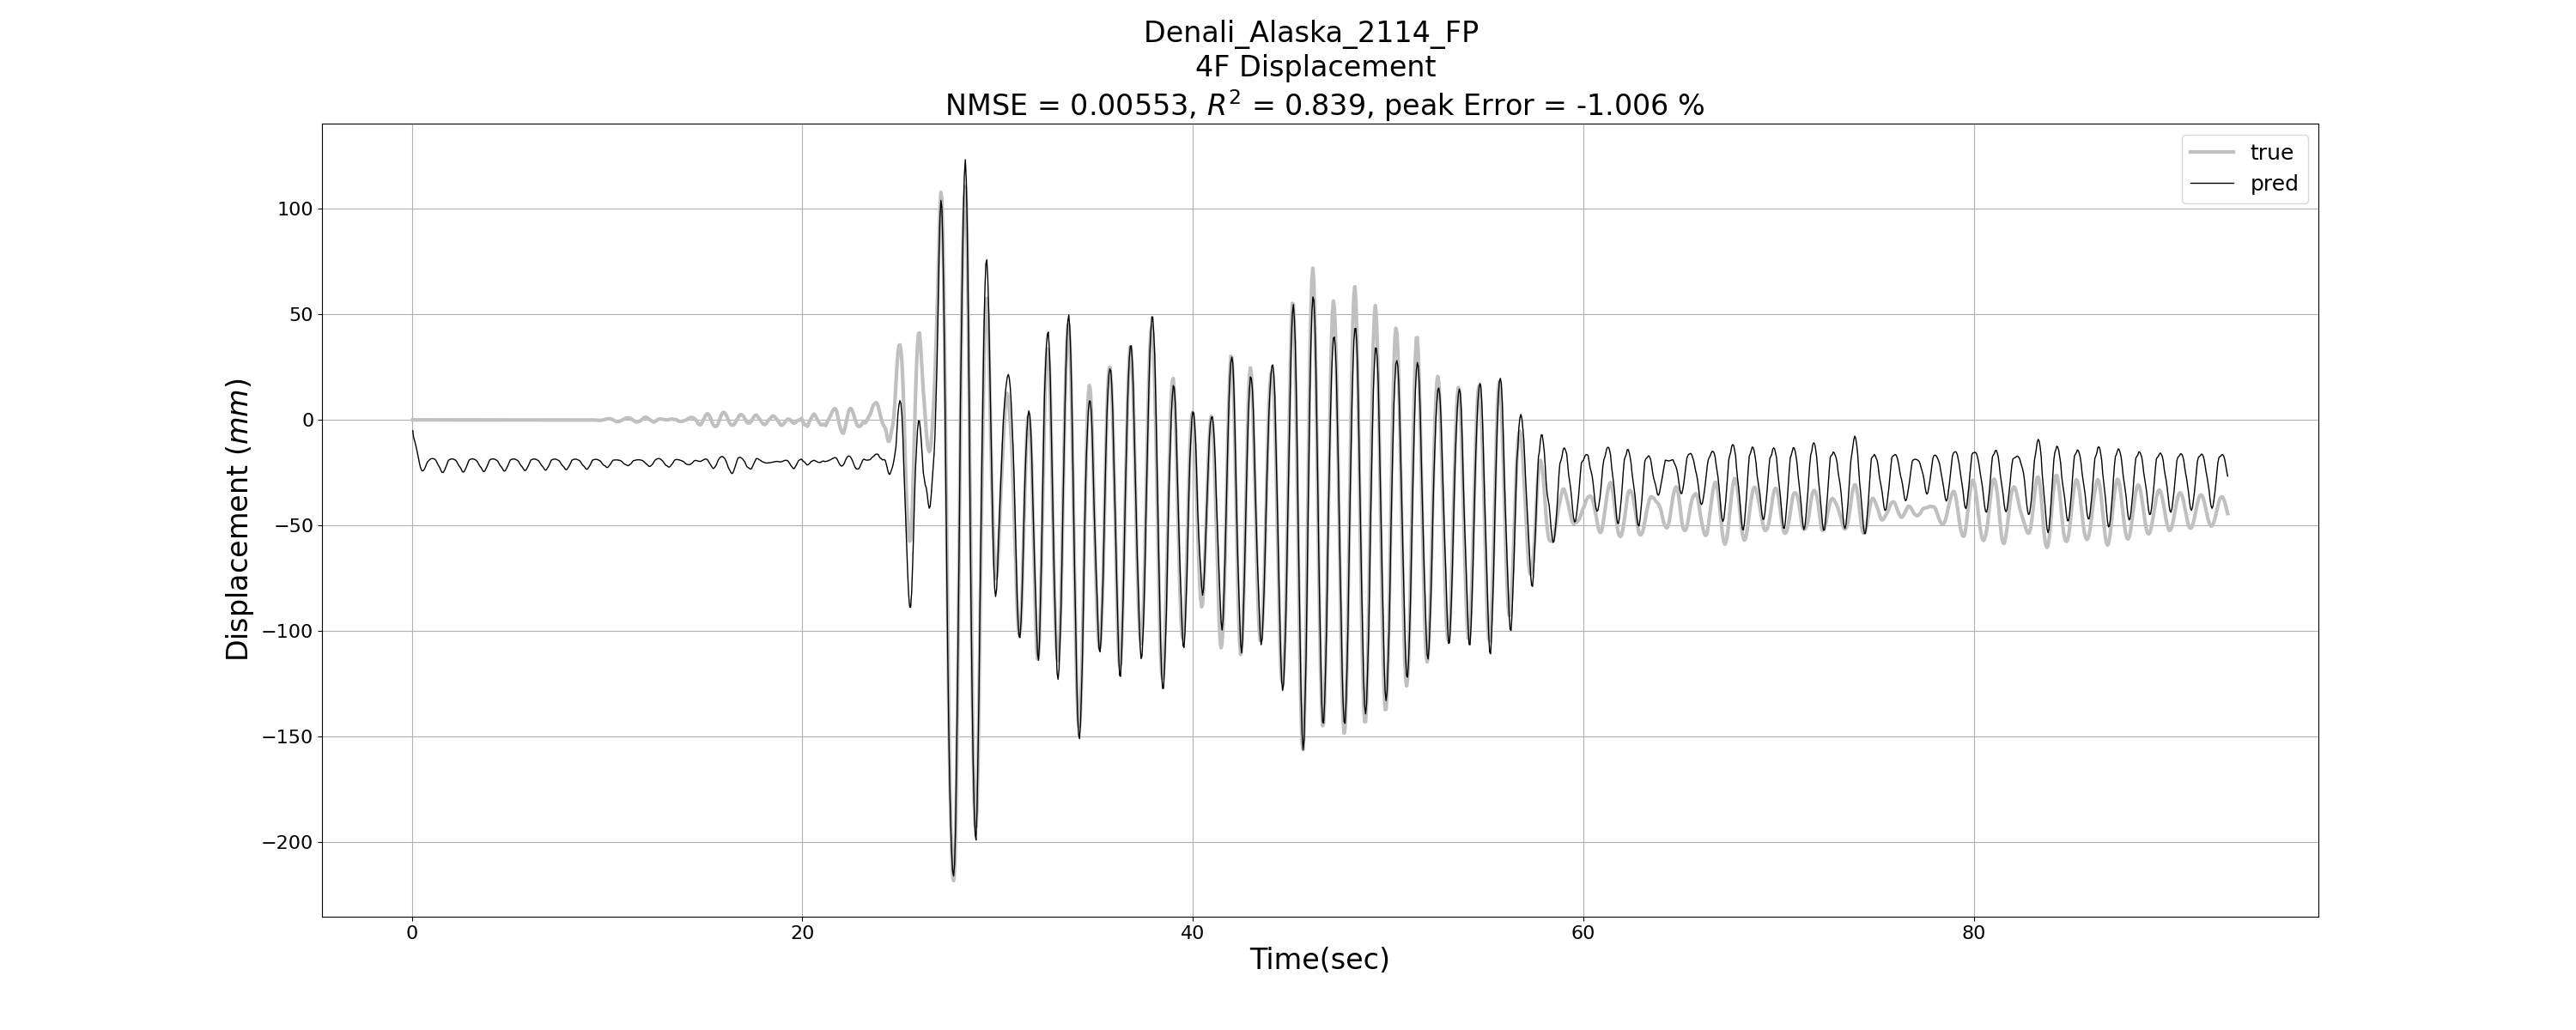 Denali_Alaska_2114_FP
4F Displacement
NMSE = 0.00553, R² = 0.839, peak Error = -1.006 %
true
pred
100
50
0
−50
−100
−150
−200
Displacement (mm)
0
20
40
60
80
Time(sec)